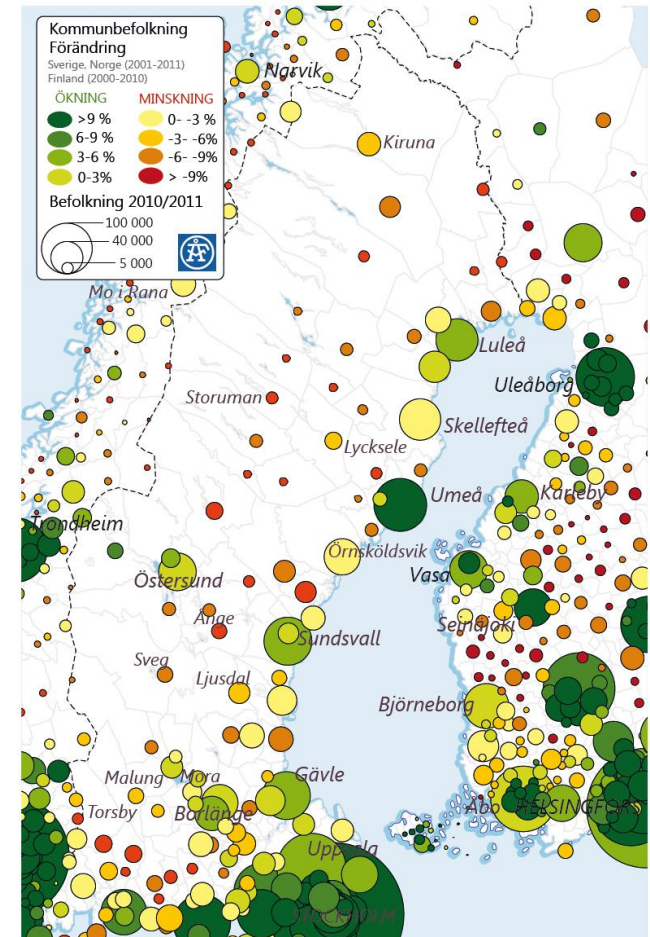 Kommunbefolkning
Förändring
Sverige, Norge (2001-2011)
Finland (2000-2010)
ÖKNING
MINSKNING
>9 %
0- -3 %
6-9 %
-3- -6%
3-6 %
-6- -9%
0-3%
> -9%
Befolkning 2010/2011
100 000
40 000
5 000
ÅF
Narvik
Kiruna
Mo i Rana
Luleå
Uleåborg
Storuman
Skellefteå
Lycksele
Umeå
Karleby
Trondheim
Örnsköldsvik
Vasa
Östersund
Ånge
Seinäjoki
Sundsvall
Sveg
Ljusdal
Björneborg
Gävle
Malung
Mora
Torsby
Borlänge
Åbo
HELSINGFORS
Uppsala
STOCKHOLM